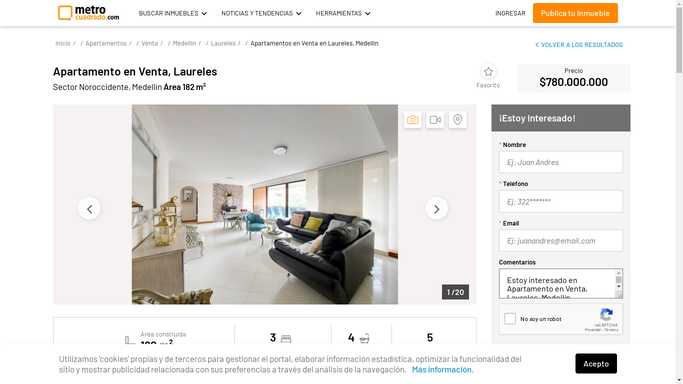 metro
cuadrado.com
BUSCAR INMUEBLES
NOTICIAS Y TENDENCIAS
HERRAMIENTAS
INGRESAR
Publica tu Inmueble
Inicio / / Apartamentos / / Venta / / Medellín / / Laureles / / Apartamentos en Venta en Laureles, Medellín
VOLVER A LOS RESULTADOS
Apartamento en Venta, Laureles
Sector Noroccidente, Medellín Área 182 m²
Favorito
Precio
$780.000.000
1 / 20
¡Estoy Interesado!
* Nombre
Ej: Juan Andres
* Teléfono
Ej: 322*******
* Email
Ej: juanandres@email.com
Comentarios
Estoy interesado en
Apartamento en Venta,
Laureles, Medellín
No soy un robot
reCAPTCHA
Privacidad - Términos
Área construida
182 m²
3
4
5
Utilizamos 'cookies' propias y de terceros para gestionar el portal, elaborar información estadística, optimizar la funcionalidad del
sitio y mostrar publicidad relacionada con sus preferencias a través del análisis de la navegación. Más información.
Acepto